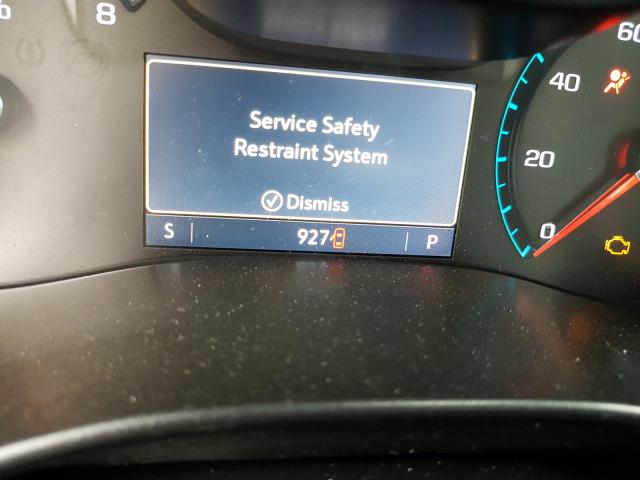 8
60
40
Service Safety
Restraint System
20
Dismiss
S 927 P
0